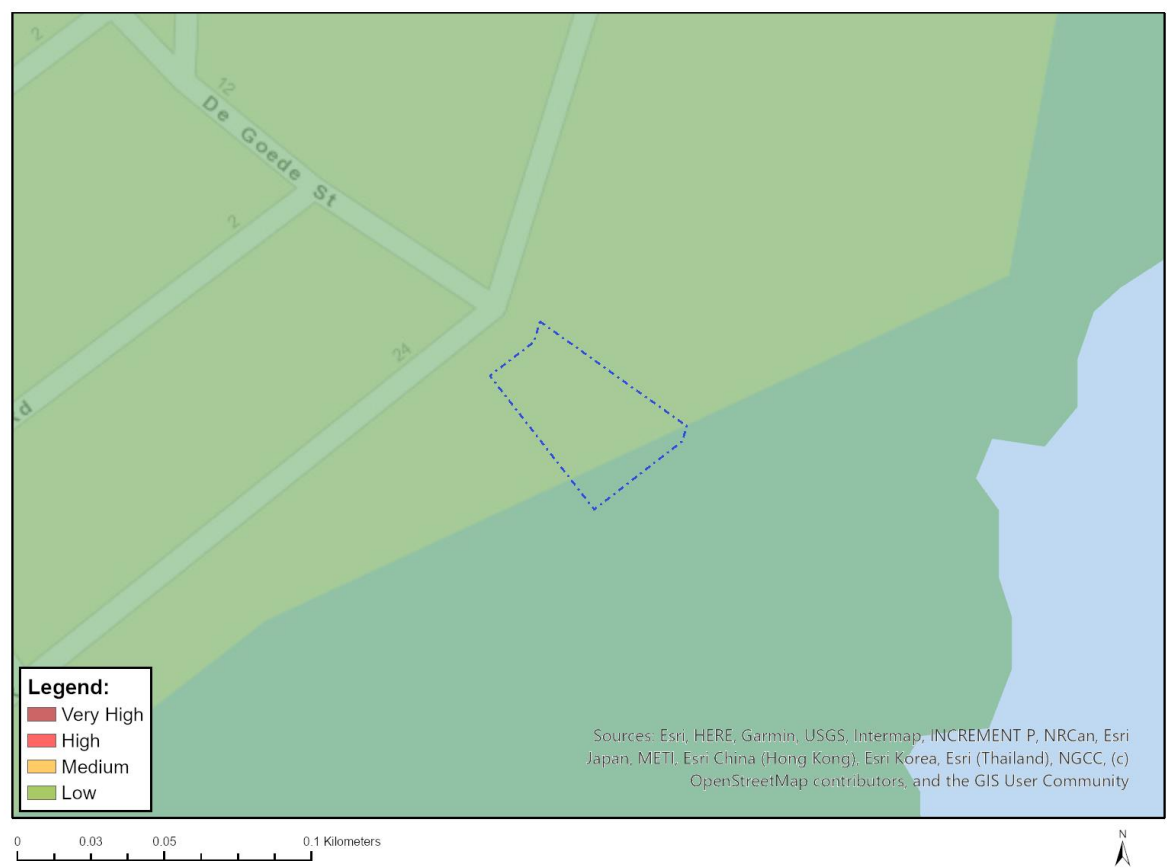 2
12
De Goede St
2
24
Rd
Legend:
Very High
High
Medium
Low
Sources: Esri, HERE, Garmin, USGS, Intermap, INCREMENT P, NRCan, Esri
Japan, METI, Esri China (Hong Kong), Esri Korea, Esri (Thailand), NGCC, (c)
OpenStreetMap contributors, and the GIS User Community
0 0.03 0.05 0.1 Kilometers
N